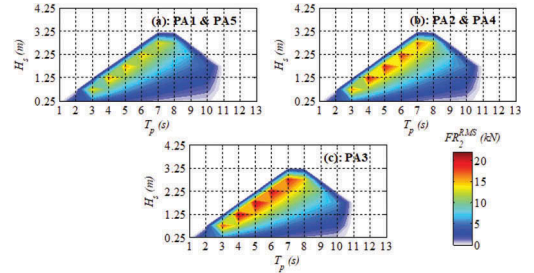 (a): PA1 & PA5
H_s (m)
4.25
3.25
2.25
1.25
0.25
1 2 3 4 5 6 7 8 9 10 11 12 13
T_p (s)
(b): PA2 & PA4
H_s (m)
4.25
3.25
2.25
1.25
0.25
1 2 3 4 5 6 7 8 9 10 11 12 13
T_p (s)
(c): PA3
H_s (m)
4.25
3.25
2.25
1.25
0.25
1 2 3 4 5 6 7 8 9 10 11 12 13
T_p (s)
FR_2^RMS (kN)
20
15
10
5
0